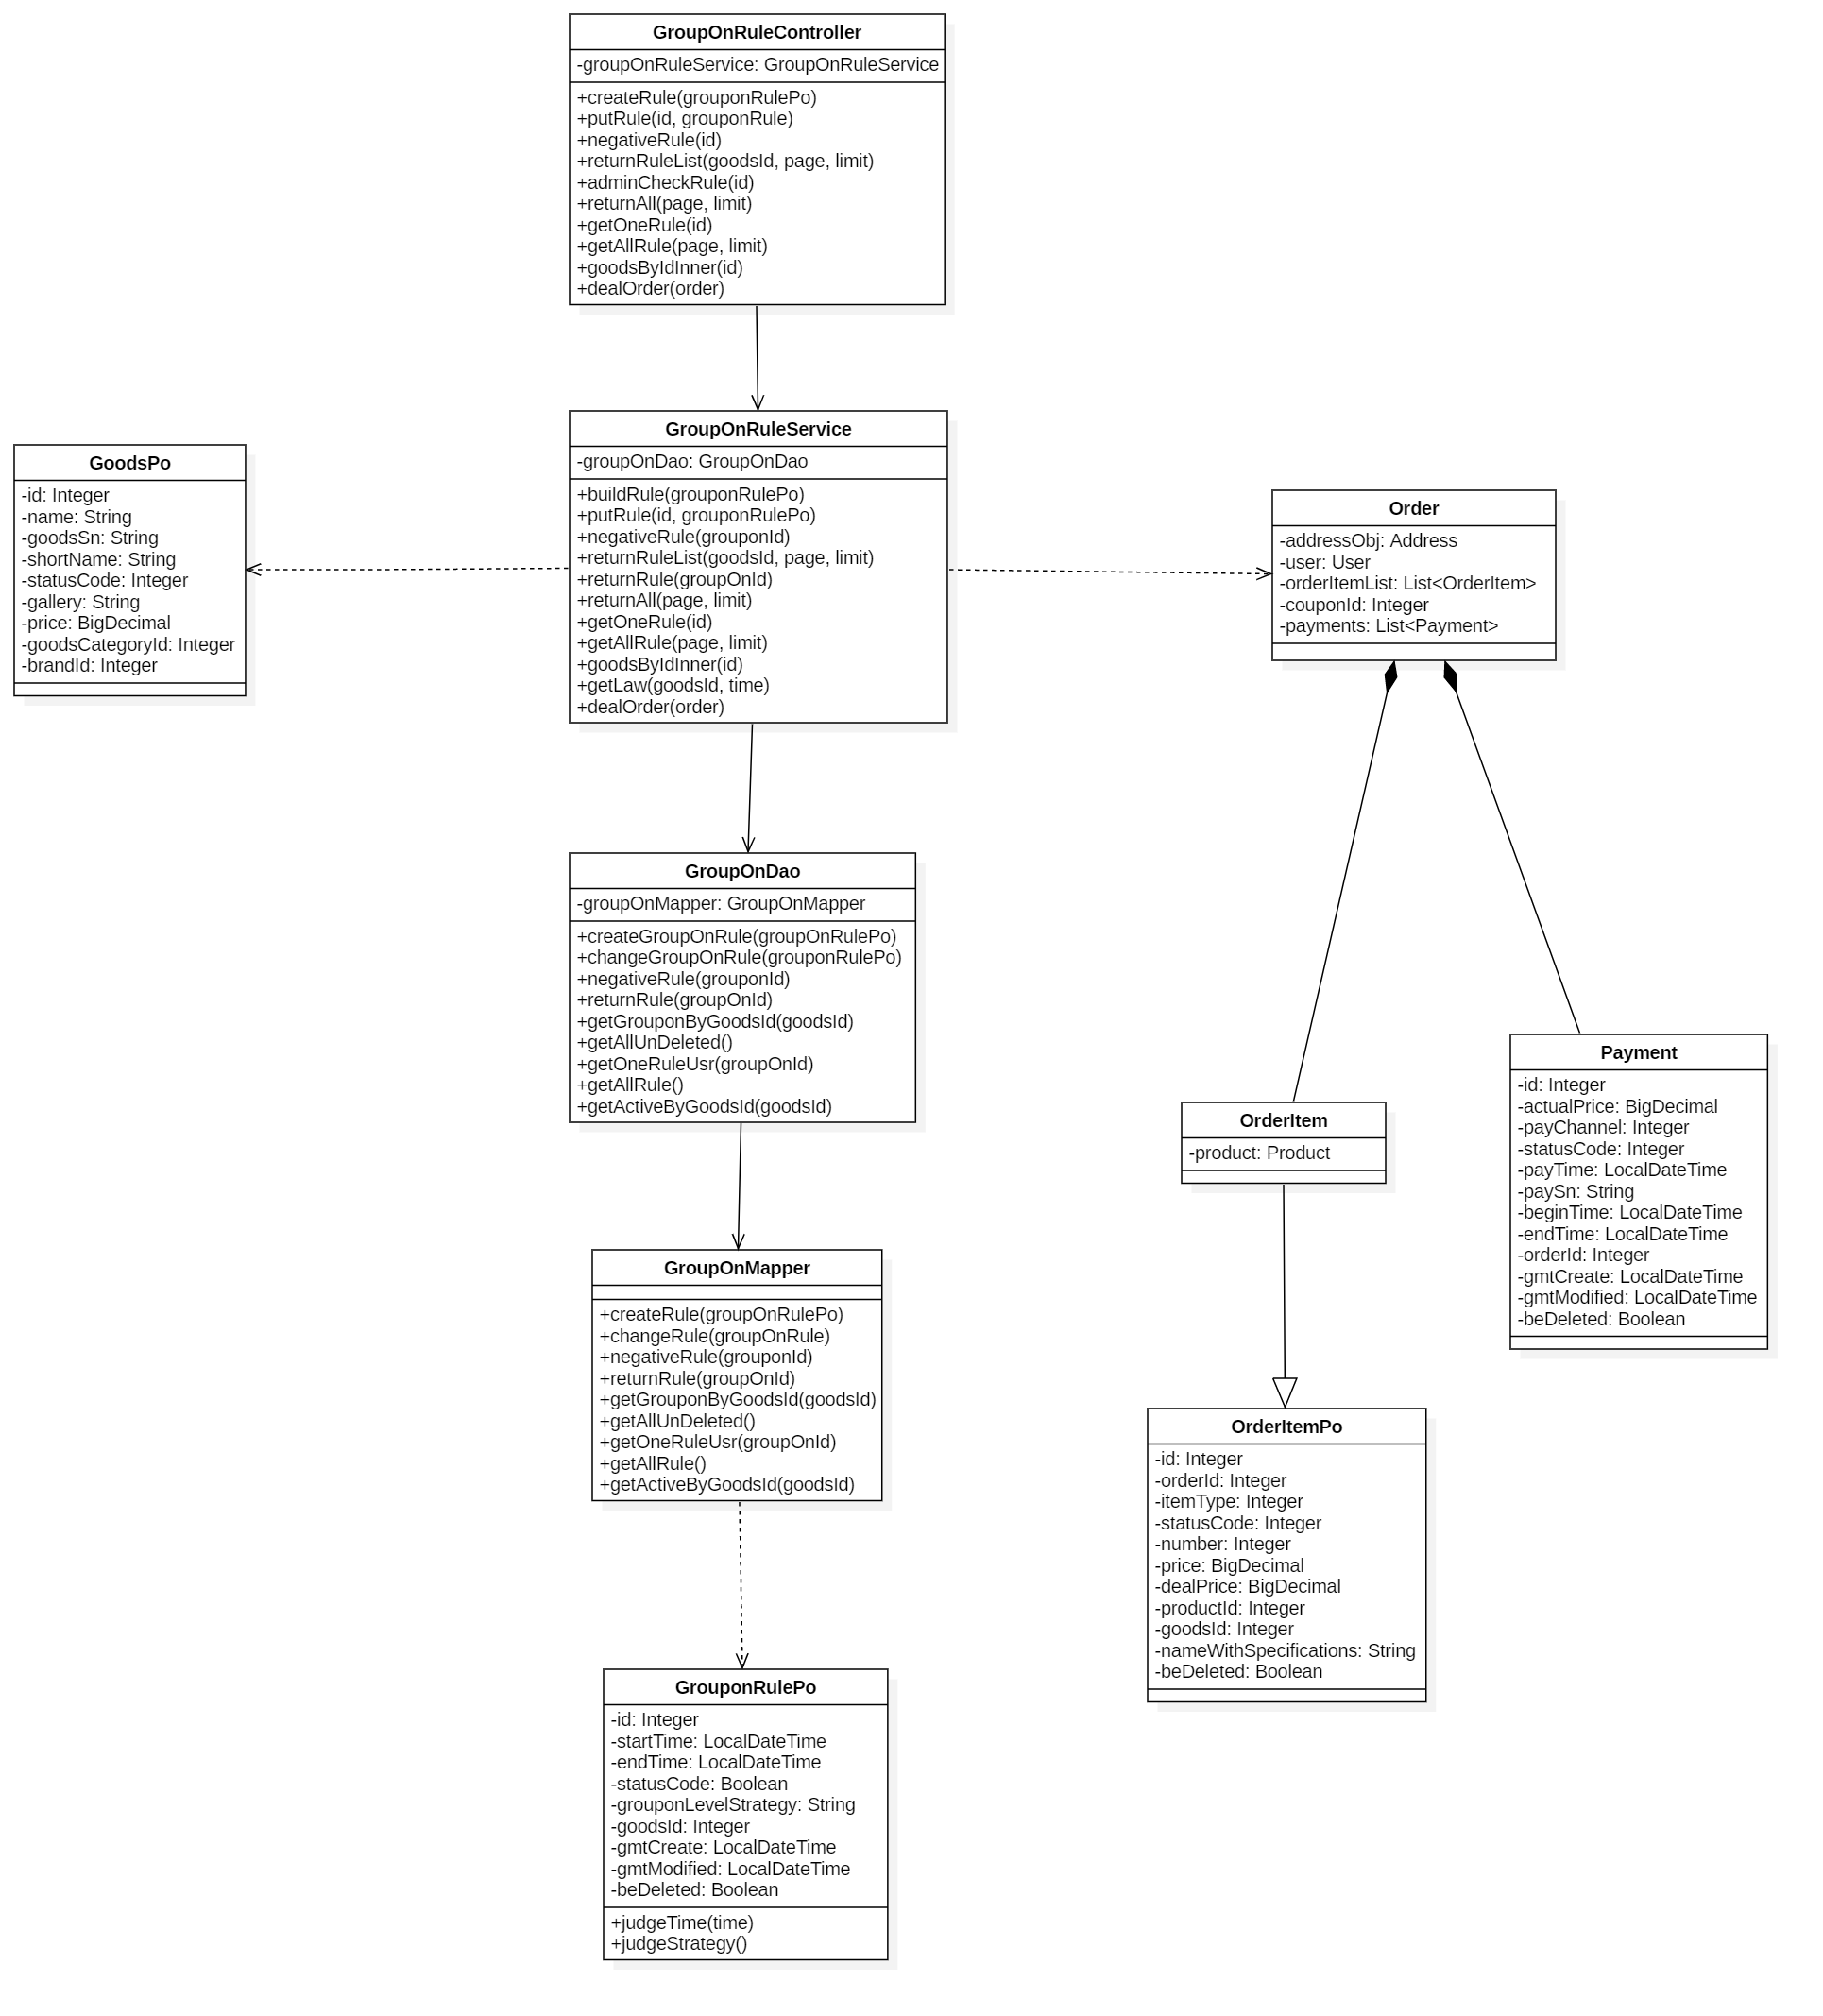 GroupOnRuleController
-groupOnRuleService: GroupOnRuleService
+createRule(grouponRulePo)
+putRule(id, grouponRule)
+negativeRule(id)
+returnRuleList(goodsId, page, limit)
+adminCheckRule(id)
+returnAll(page, limit)
+getOneRule(id)
+getAllRule(page, limit)
+goodsByIdInner(id)
+dealOrder(order)
GroupOnRuleService
-groupOnDao: GroupOnDao
+buildRule(grouponRulePo)
+putRule(id, grouponRulePo)
+negativeRule(grouponId)
+returnRuleList(goodsId, page, limit)
+returnRule(groupOnId)
+returnAll(page, limit)
+getOneRule(id)
+getAllRule(page, limit)
+goodsByIdInner(id)
+getLaw(goodsId, time)
+dealOrder(order)
GoodsPo
-id: Integer
-name: String
-goodsSn: String
-shortName: String
-statusCode: Integer
-gallery: String
-price: BigDecimal
-goodsCategoryId: Integer
-brandId: Integer
Order
-addressObj: Address
-user: User
-orderItemList: List<OrderItem>
-couponId: Integer
-payments: List<Payment>
GroupOnDao
-groupOnMapper: GroupOnMapper
+createGroupOnRule(groupOnRulePo)
+changeGroupOnRule(grouponRulePo)
+negativeRule(grouponId)
+returnRule(groupOnId)
+getGrouponByGoodsId(goodsId)
+getAllUnDeleted()
+getOneRuleUsr(groupOnId)
+getAllRule()
+getActiveByGoodsId(goodsId)
Payment
-id: Integer
-actualPrice: BigDecimal
-payChannel: Integer
-statusCode: Integer
-payTime: LocalDateTime
-paySn: String
-beginTime: LocalDateTime
-endTime: LocalDateTime
-orderId: Integer
-gmtCreate: LocalDateTime
-gmtModified: LocalDateTime
-beDeleted: Boolean
OrderItem
-product: Product
GroupOnMapper
+createRule(groupOnRulePo)
+changeRule(groupOnRule)
+negativeRule(grouponId)
+returnRule(groupOnId)
+getGrouponByGoodsId(goodsId)
+getAllUnDeleted()
+getOneRuleUsr(groupOnId)
+getAllRule()
+getActiveByGoodsId(goodsId)
OrderItemPo
-id: Integer
-orderId: Integer
-itemType: Integer
-statusCode: Integer
-number: Integer
-price: BigDecimal
-dealPrice: BigDecimal
-productId: Integer
-goodsId: Integer
-nameWithSpecifications: String
-beDeleted: Boolean
GrouponRulePo
-id: Integer
-startTime: LocalDateTime
-endTime: LocalDateTime
-statusCode: Boolean
-grouponLevelStrategy: String
-goodsId: Integer
-gmtCreate: LocalDateTime
-gmtModified: LocalDateTime
-beDeleted: Boolean
+judgeTime(time)
+judgeStrategy()